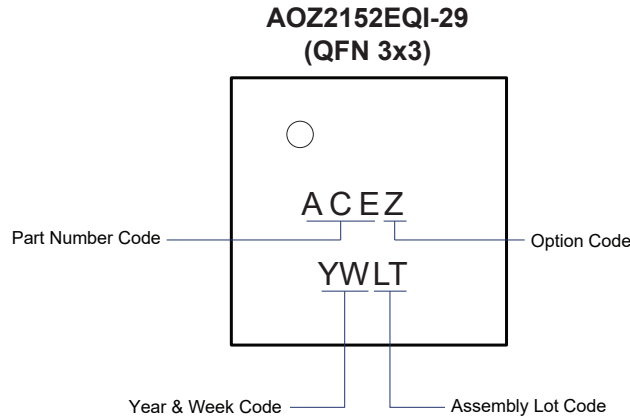 AOZ2152EQI-29
(QFN 3x3)
ACEZ
Part Number Code
Option Code
YWLT
Year & Week Code
Assembly Lot Code